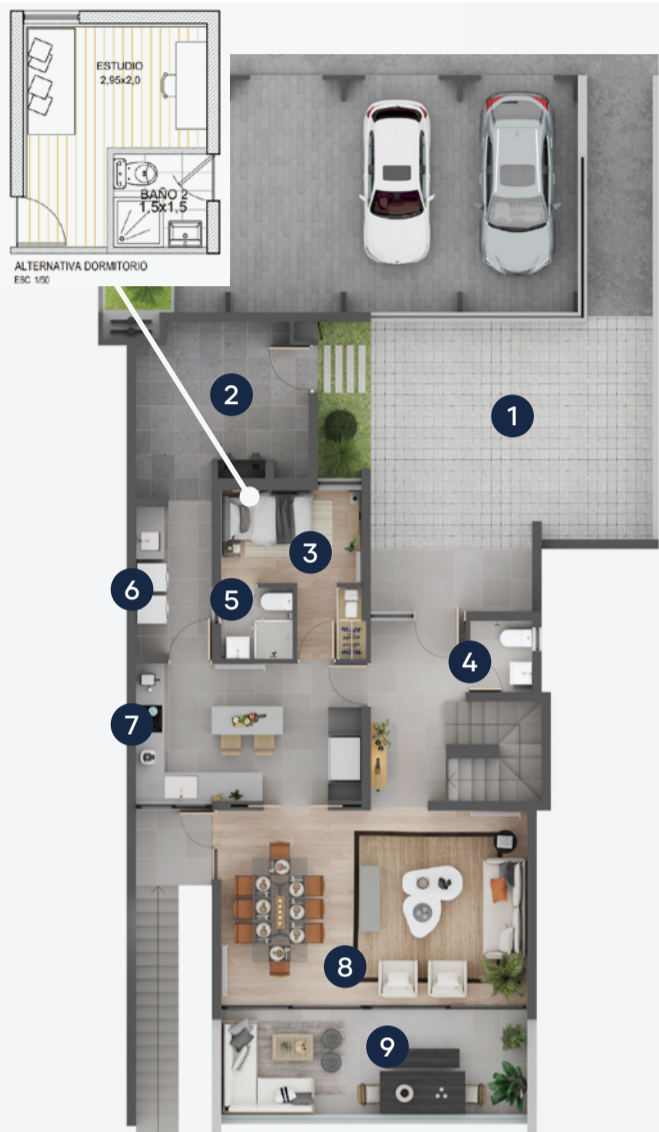 ESTUDIO
2,95x2,0
BAÑO 2
1,5x1,5
ALTERNATIVA DORMITORIO
ESC. 1/50
1
2
3
6
5
4
7
8
9